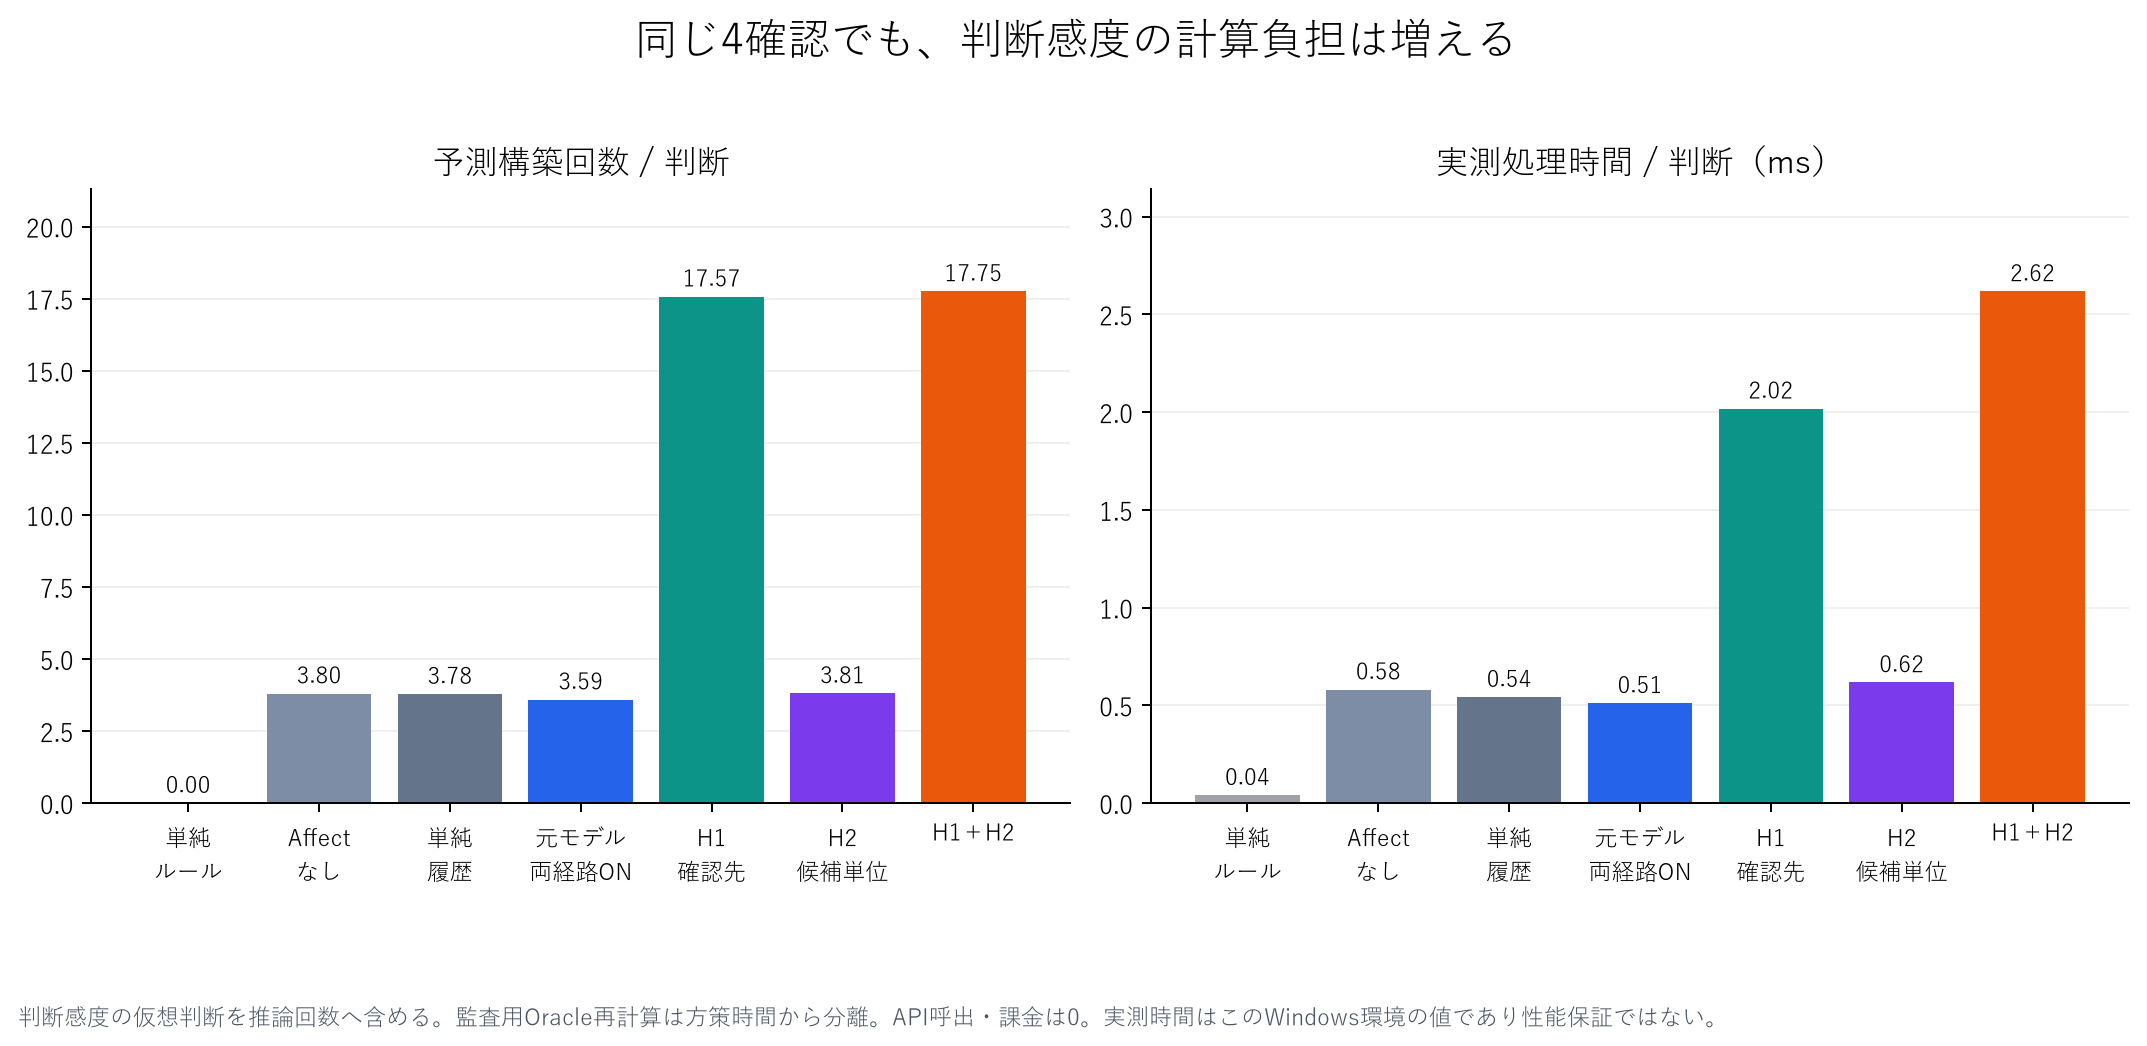 同じ4確認でも、判断感度の計算負担は増える
予測構築回数 / 判断
20.0
17.5
15.0
12.5
10.0
7.5
5.0
2.5
0.0
0.00
3.80
3.78
3.59
17.57
3.81
17.75
単純
ルール
Affect
なし
単純
履歴
元モデル
両経路ON
H1
確認先
H2
候補単位
H1＋H2
実測処理時間 / 判断（ms）
3.0
2.5
2.0
1.5
1.0
0.5
0.0
0.04
0.58
0.54
0.51
2.02
0.62
2.62
単純
ルール
Affect
なし
単純
履歴
元モデル
両経路ON
H1
確認先
H2
候補単位
H1＋H2
判断感度の仮想判断を推論回数へ含める。監査用Oracle再計算は方策時間から分離。API呼出・課金は0。実測時間はこのWindows環境の値であり性能保証ではない。